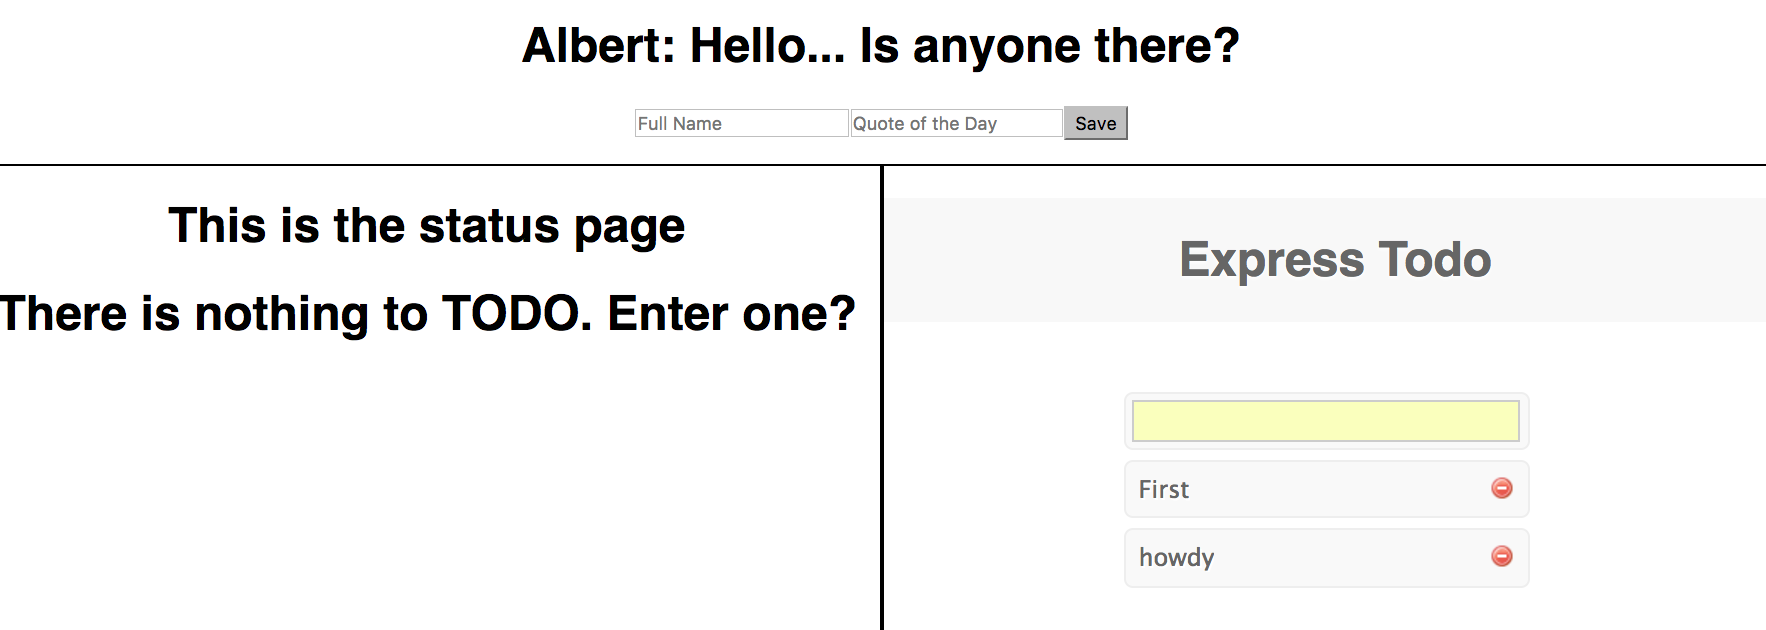 Albert: Hello... Is anyone there?
Full Name Quote of the Day Save
This is the status page
There is nothing to TODO. Enter one?
Express Todo
First
howdy